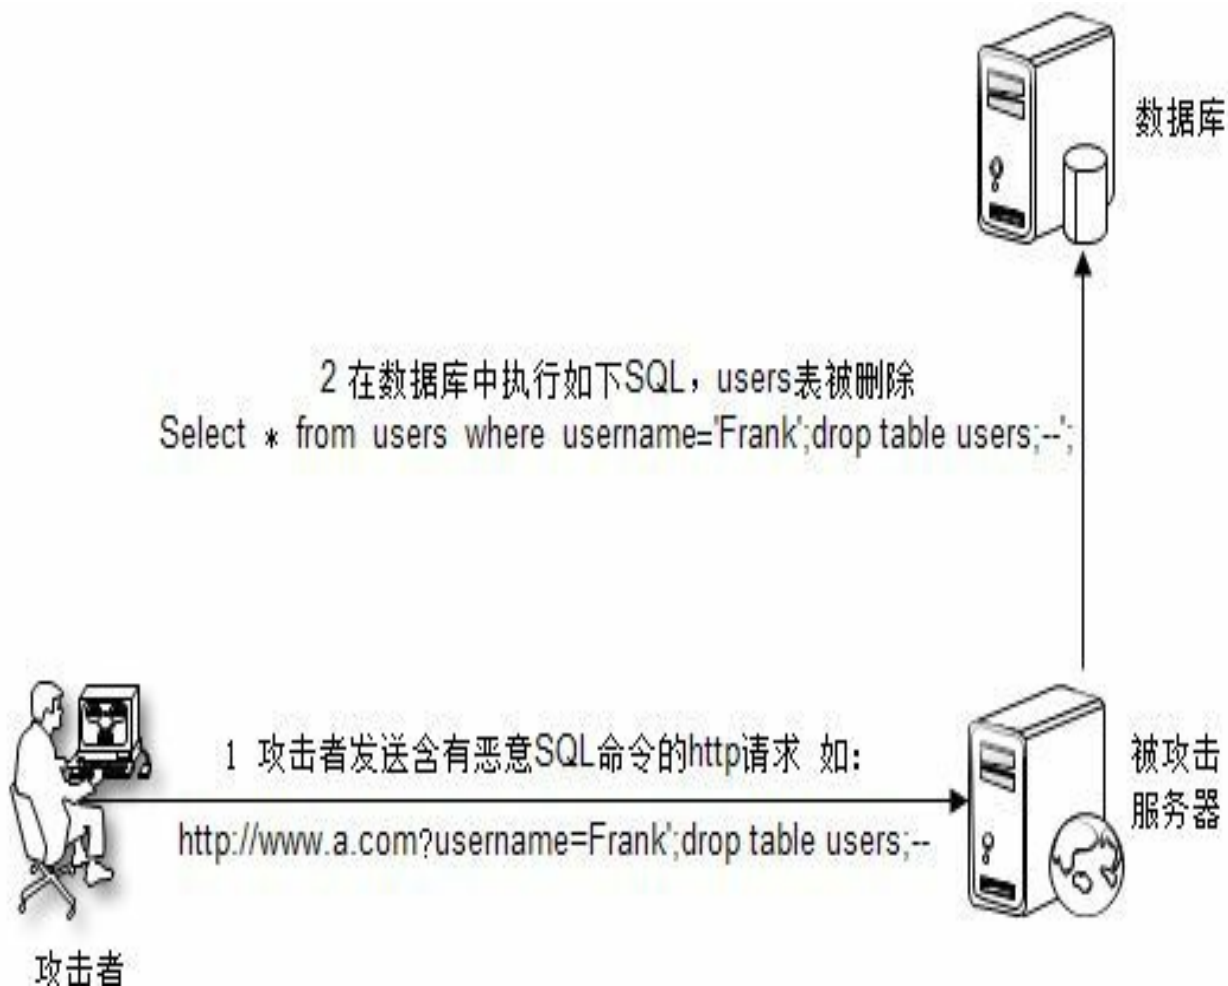 数据库
2 在数据库中执行如下SQL，users表被删除
Select * from users where username='Frank';drop table users;--';
1 攻击者发送含有恶意SQL命令的http请求 如:
http://www.a.com?username=Frank';drop table users;--
被攻击
服务器
攻击者